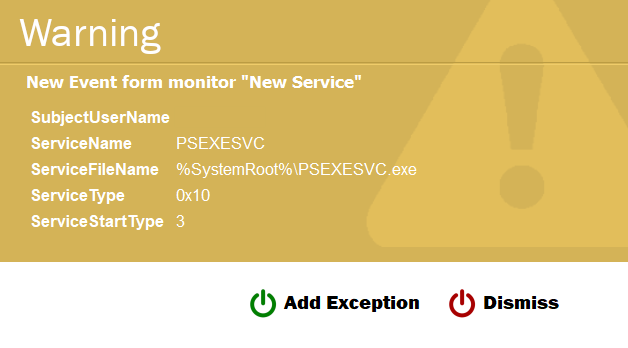 Warning
New Event form monitor "New Service"
SubjectUserName
ServiceName PSEXESVC
ServiceFileName %SystemRoot%\PSEXESVC.exe
ServiceType 0x10
ServiceStartType 3
Add Exception Dismiss